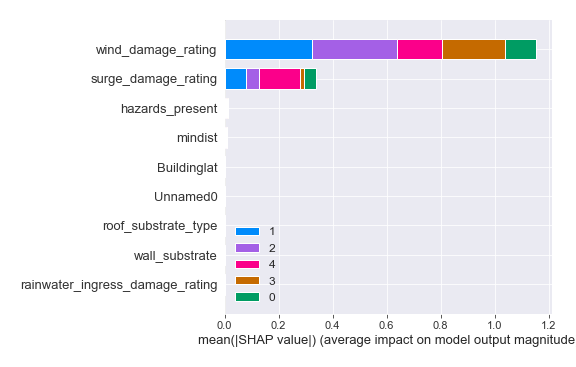 wind_damage_rating
surge_damage_rating
hazards_present
mindist
Buildinglat
Unnamed0
roof_substrate_type
wall_substrate
rainwater_ingress_damage_rating
1
2
4
3
0
0.0 0.2 0.4 0.6 0.8 1.0 1.2
mean(|SHAP value|) (average impact on model output magnitude